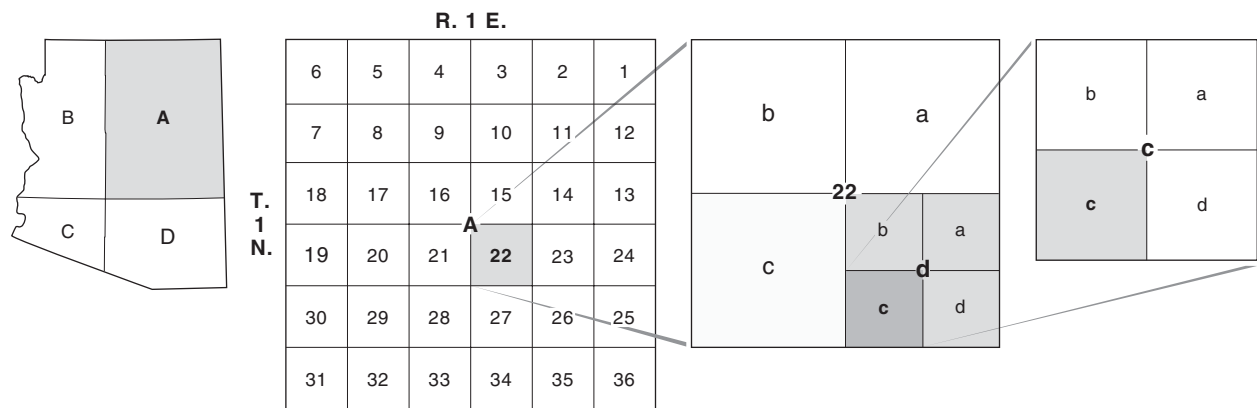 R. 1 E.
B
A
C
D
T.
1
N.
6 5 4 3 2 1
7 8 9 10 11 12
18 17 16 15 14 13
A
19 20 21 22 23 24
30 29 28 27 26 25
31 32 33 34 35 36
b a
22
c
b a
d
c d
b a
c
c d